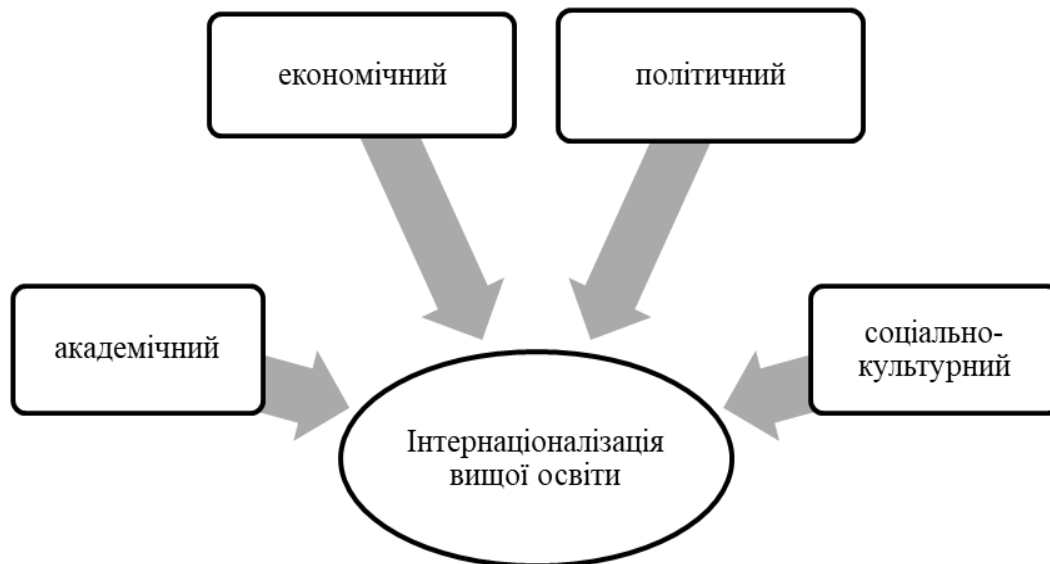 економічний
політичний
академічний
соціально-
культурний
Інтернаціоналізація
вищої освіти